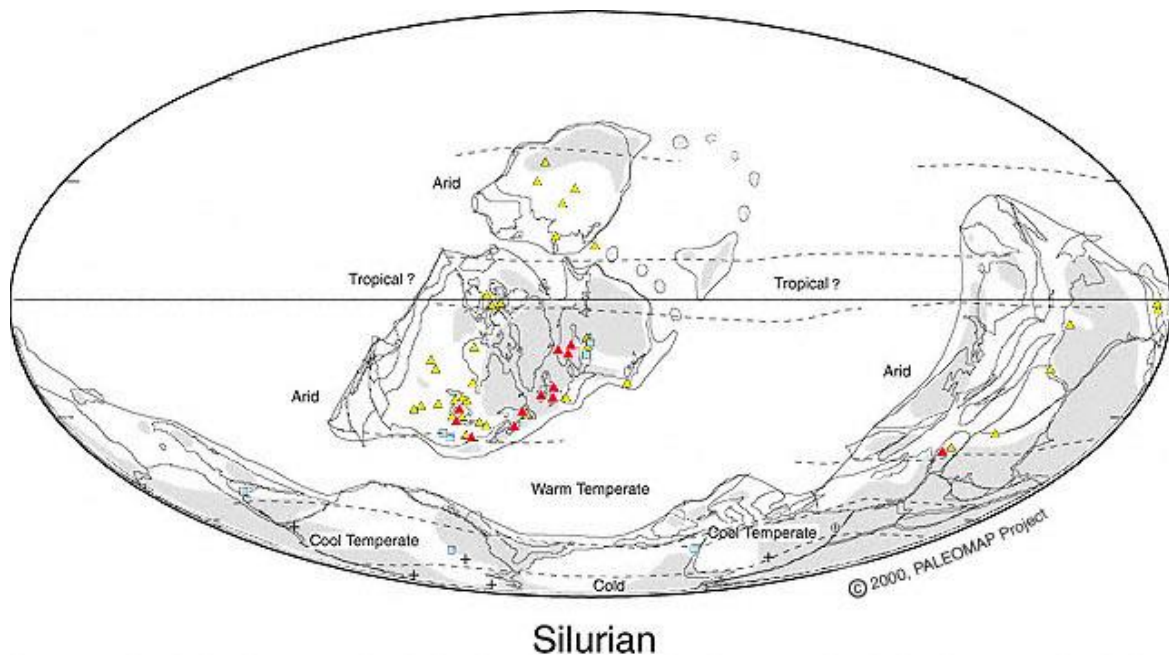 Arid
Tropical ?
Tropical ?
Arid
Arid
Warm Temperate
Cool Temperate
Cool Temperate
Cold
© 2000, PALEOMAP Project
Silurian